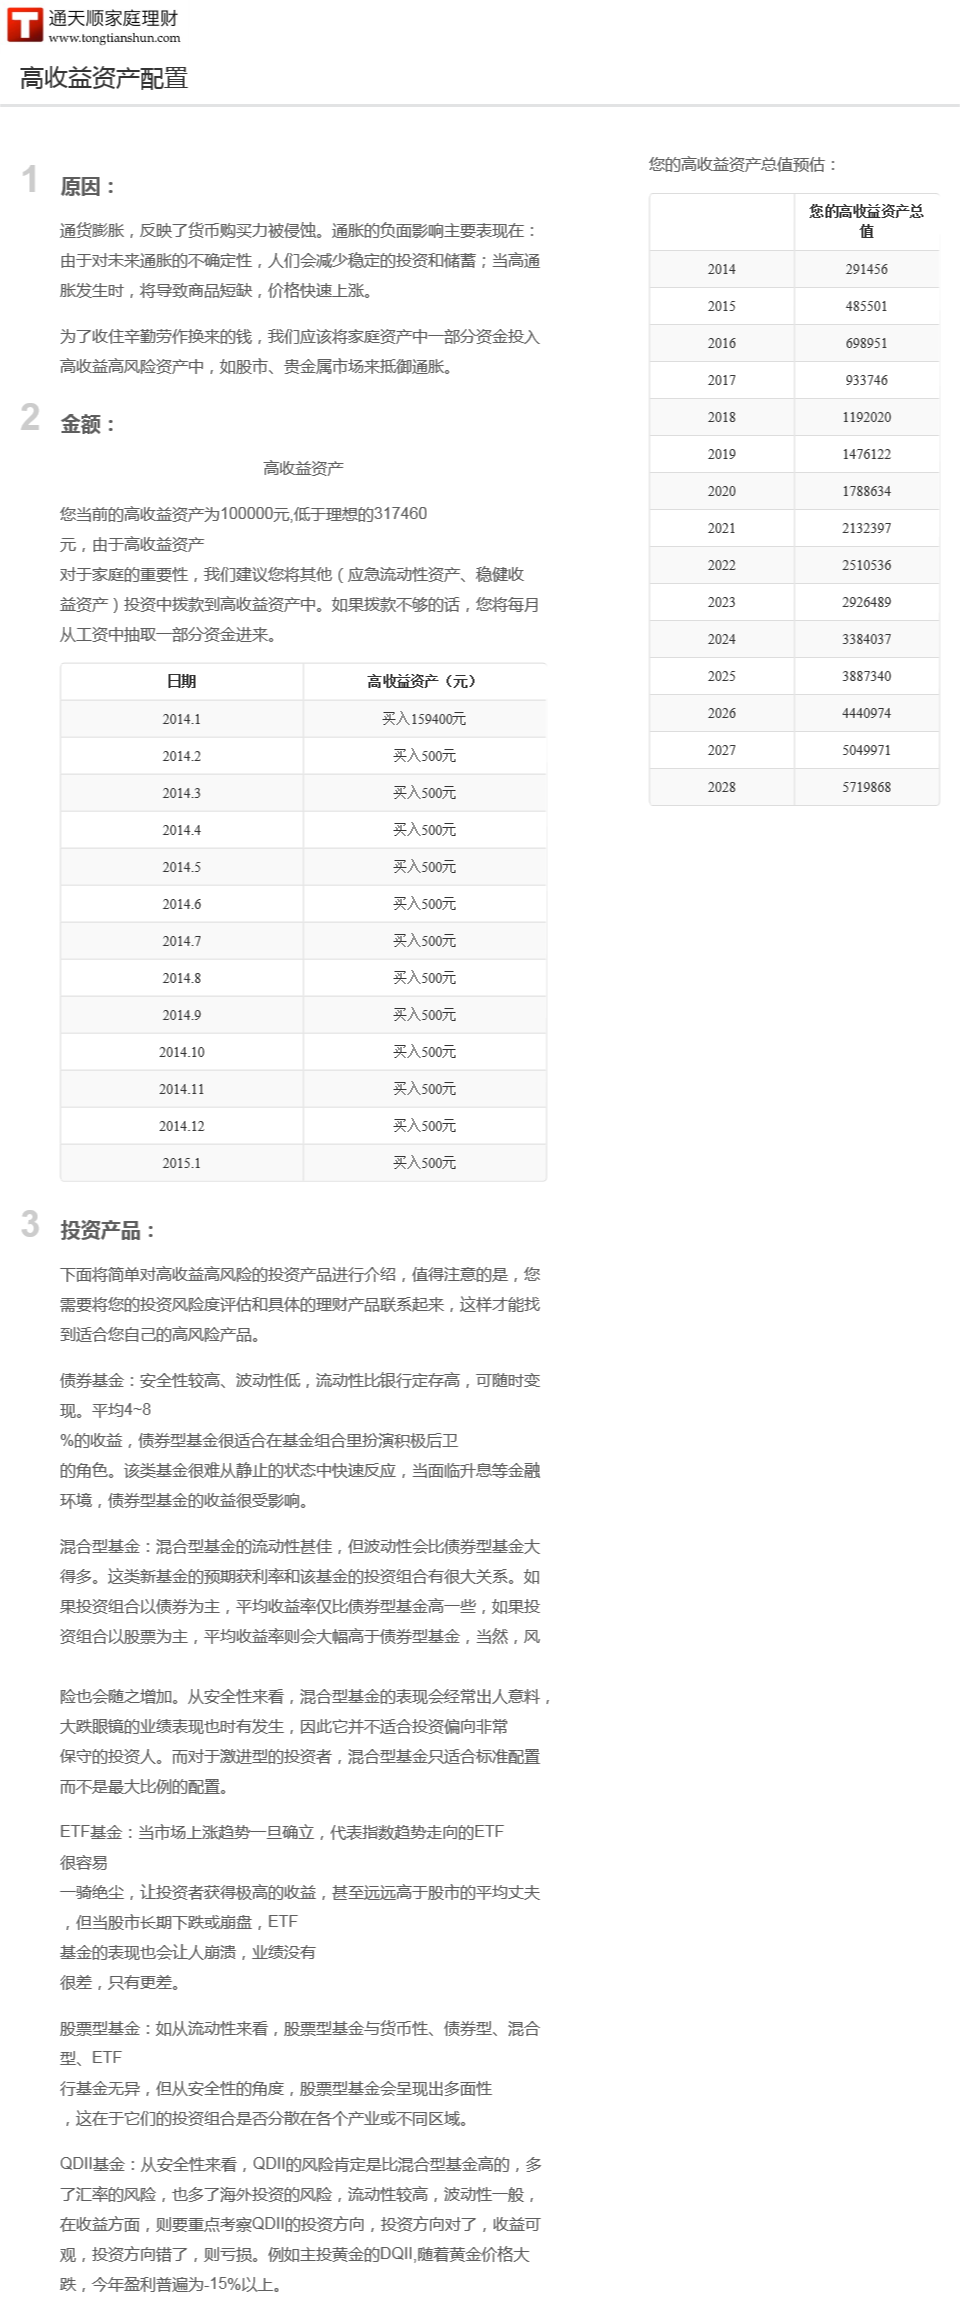 通天顺家庭理财
www.tongtianshun.com
高收益资产配置
1 原因：
通货膨胀，反映了货币购买力被侵蚀。通胀的负面影响主要表现在：
由于对未来通胀的不确定性，人们会减少稳定的投资和储蓄；当高通
胀发生时，将导致商品短缺，价格快速上涨。
为了收住辛勤劳作换来的钱，我们应该将家庭资产中一部分资金投入
高收益高风险资产中，如股市、贵金属市场来抵御通胀。
2 金额：
高收益资产
您当前的高收益资产为100000元,低于理想的317460
元，由于高收益资产
对于家庭的重要性，我们建议您将其他（应急流动性资产、稳健收
益资产）投资中拨款到高收益资产中。如果拨款不够的话，您将每月
从工资中抽取一部分资金进来。
日期 高收益资产（元）
2014.1 买入159400元
2014.2 买入500元
2014.3 买入500元
2014.4 买入500元
2014.5 买入500元
2014.6 买入500元
2014.7 买入500元
2014.8 买入500元
2014.9 买入500元
2014.10 买入500元
2014.11 买入500元
2014.12 买入500元
2015.1 买入500元
3 投资产品：
下面将简单对高收益高风险的投资产品进行介绍，值得注意的是，您
需要将您的投资风险度评估和具体的理财产品联系起来，这样才能找
到适合您自己的高风险产品。
债券基金：安全性较高、波动性低，流动性比银行定存高，可随时变
现。平均4~8
%的收益，债券型基金很适合在基金组合里扮演积极后卫
的角色。该类基金很难从静止的状态中快速反应，当面临升息等金融
环境，债券型基金的收益很受影响。
混合型基金：混合型基金的流动性甚佳，但波动性会比债券型基金大
得多。这类新基金的预期获利率和该基金的投资组合有很大关系。如
果投资组合以债券为主，平均收益率仅比债券型基金高一些，如果投
资组合以股票为主，平均收益率则会大幅高于债券型基金，当然，风
险也会随之增加。从安全性来看，混合型基金的表现会经常出人意料，
大跌眼镜的业绩表现也时有发生，因此它并不适合投资偏向非常
保守的投资人。而对于激进型的投资者，混合型基金只适合标准配置
而不是最大比例的配置。
ETF基金：当市场上涨趋势一旦确立，代表指数趋势走向的ETF
很容易
一骑绝尘，让投资者获得极高的收益，甚至远远高于股市的平均丈夫
，但当股市长期下跌或崩盘，ETF
基金的表现也会让人崩溃，业绩没有
很差，只有更差。
股票型基金：如从流动性来看，股票型基金与货币性、债券型、混合
型、ETF
行基金无异，但从安全性的角度，股票型基金会呈现出多面性
，这在于它们的投资组合是否分散在各个产业或不同区域。
QDII基金：从安全性来看，QDII的风险肯定是比混合型基金高的，多
了汇率的风险，也多了海外投资的风险，流动性较高，波动性一般，
在收益方面，则要重点考察QDII的投资方向，投资方向对了，收益可
观，投资方向错了，则亏损。例如主投黄金的DQII,随着黄金价格大
跌，今年盈利普遍为-15%以上。
您的高收益资产总值预估：
您的高收益资产总
值
2014 291456
2015 485501
2016 698951
2017 933746
2018 1192020
2019 1476122
2020 1788634
2021 2132397
2022 2510536
2023 2926489
2024 3384037
2025 3887340
2026 4440974
2027 5049971
2028 5719868